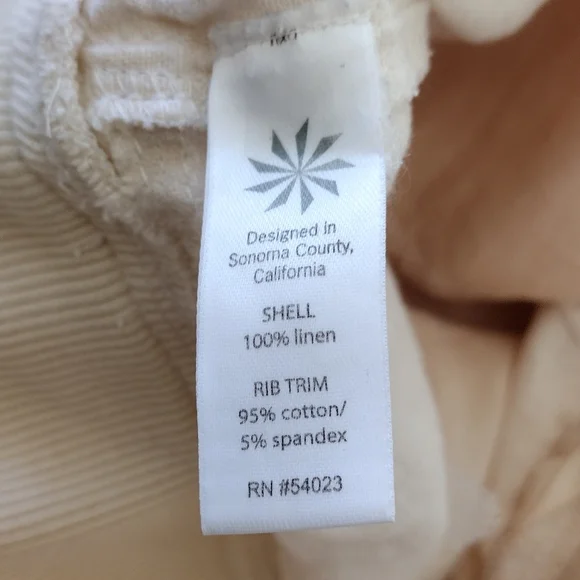 Designed in
Sonoma County,
California
SHELL
100% linen
RIB TRIM
95% cotton/
5% spandex
RN #54023